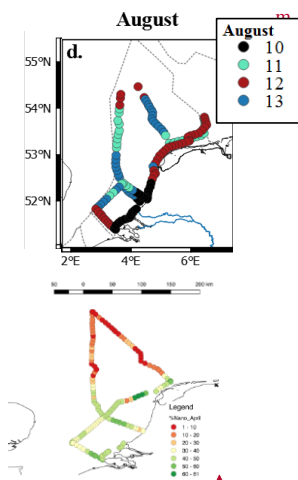 August
m
August
10
11
12
13
d.
55°N
54°N
53°N
52°N
2°E
4°E
6°E
50
0
50
100
150
200 km
Legend
%Nano_April
1 - 10
10 - 20
20 - 30
30 - 40
40 - 50
50 - 60
60 - 81